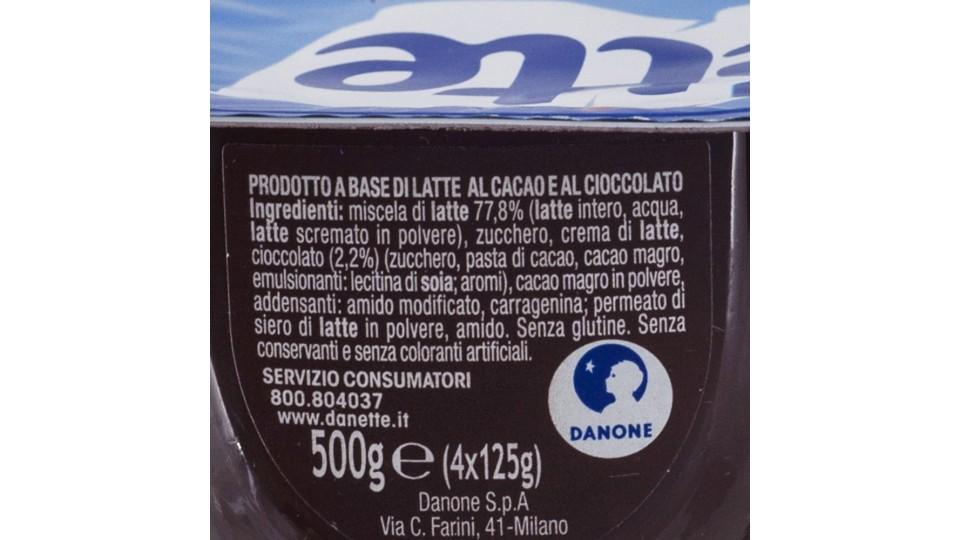 tte
PRODOTTO A BASE DI LATTE AL CACAO E AL CIOCCOLATO
Ingredienti: miscela di latte 77,8% (latte intero, acqua,
latte scremato in polvere), zucchero, crema di latte,
cioccolato (2,2%) (zucchero, pasta di cacao, cacao magro,
emulsionanti: lecitina di soia; aromi), cacao magro in polvere,
addensanti: amido modificato, carragenina; permeato di
siero di latte in polvere, amido. Senza glutine. Senza
conservanti e senza coloranti artificiali.
SERVIZIO CONSUMATORI
800.804037
www.danette.it
DANONE
500g e (4x125g)
Danone S.p.A
Via C. Farini, 41-Milano